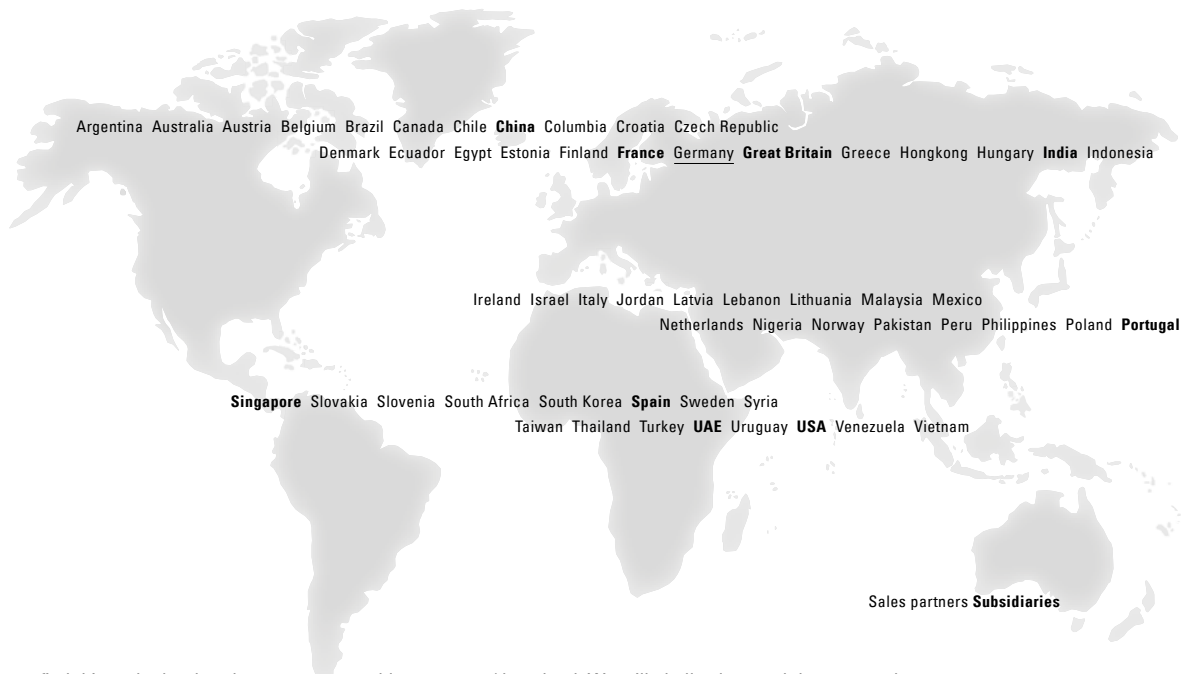 Argentina Australia Austria Belgium Brazil Canada Chile China Columbia Croatia Czech Republic
Denmark Ecuador Egypt Estonia Finland France Germany Great Britain Greece Hongkong Hungary India Indonesia
Ireland Israel Italy Jordan Latvia Lebanon Lithuania Malaysia Mexico
Netherlands Nigeria Norway Pakistan Peru Philippines Poland Portugal
Singapore Slovakia Slovenia South Africa South Korea Spain Sweden Syria
Taiwan Thailand Turkey UAE Uruguay USA Venezuela Vietnam
Sales partners Subsidiaries